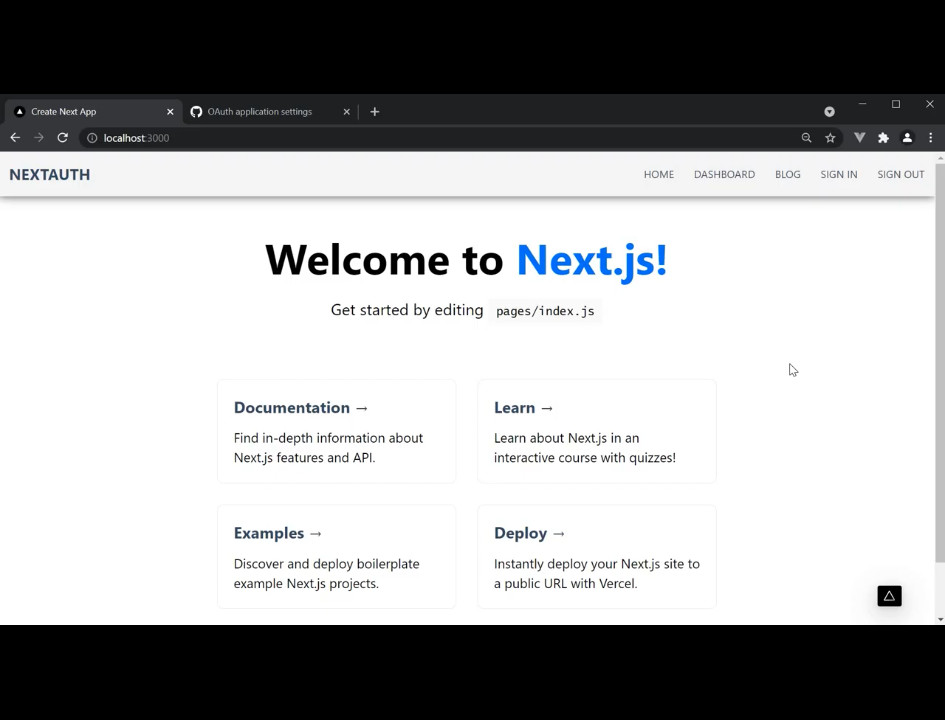 Create Next App
OAuth application settings
localhost:3000
NEXTAUTH
HOME DASHBOARD BLOG SIGN IN SIGN OUT
Welcome to Next.js!
Get started by editing pages/index.js
Documentation →
Find in-depth information about
Next.js features and API.
Learn →
Learn about Next.js in an
interactive course with quizzes!
Examples →
Discover and deploy boilerplate
example Next.js projects.
Deploy →
Instantly deploy your Next.js site to
a public URL with Vercel.